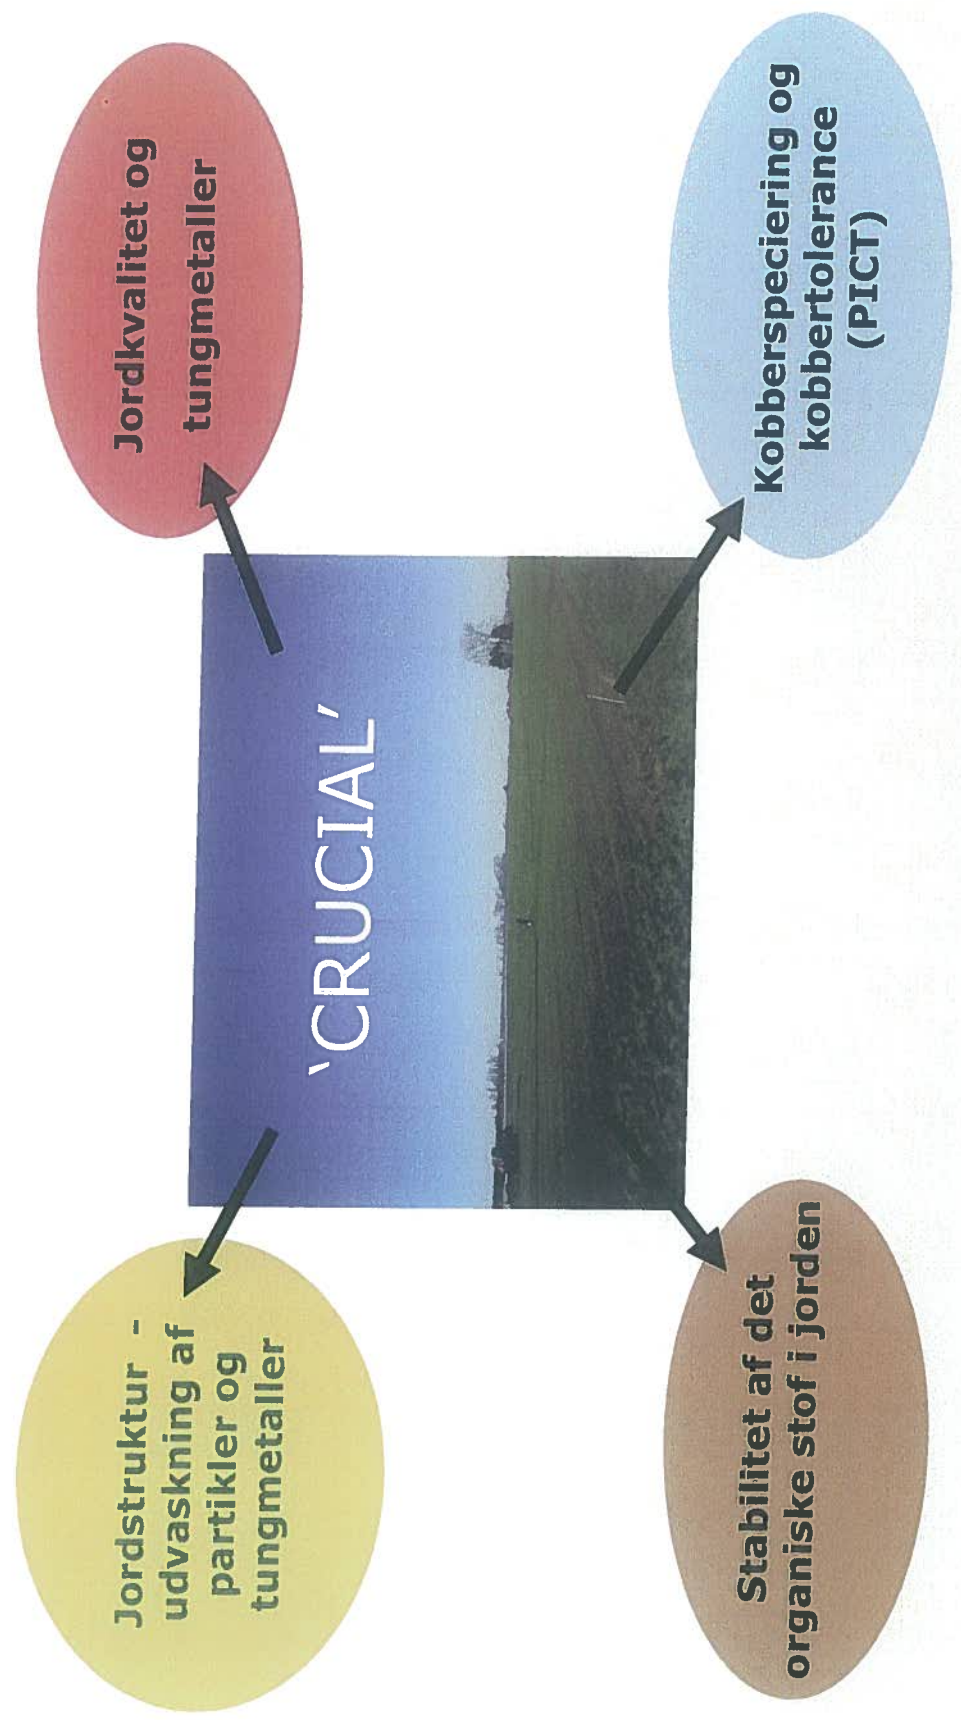 Jordstruktur -
udvaskning af
partikler og
tungmetaller
Jordkvalitet og
tungmetaller
'CRUCIAL'
Stabilitet af det
organiske stof i jorden
Kobberspeciering og
kobbertolerance
(PICT)